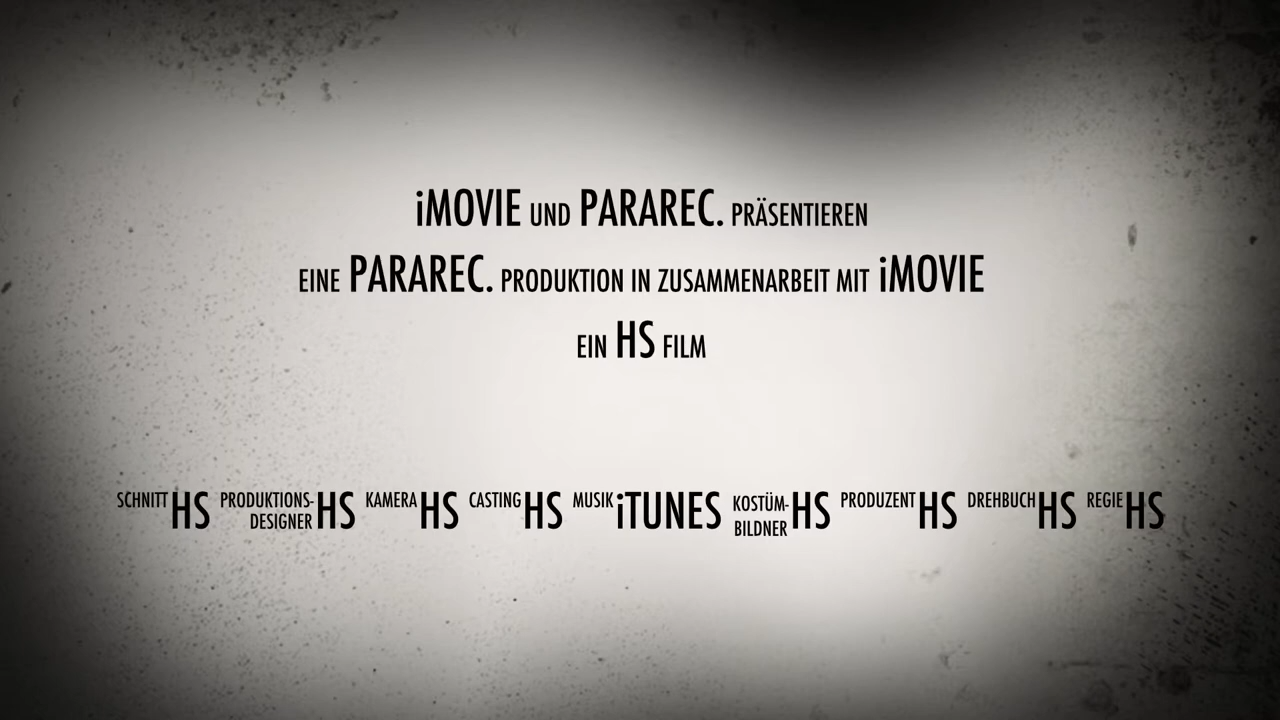 iMOVIE UND PARAREC. PRÄSENTIEREN
EINE PARAREC. PRODUKTION IN ZUSAMMENARBEIT MIT iMOVIE
EIN HS FILM
SCHNITT HS PRODUKTIONS-DESIGNER HS KAMERA HS CASTING HS MUSIK iTUNES KOSTÜM-BILDNER HS PRODUZENT HS DREHBUCH HS REGIE HS